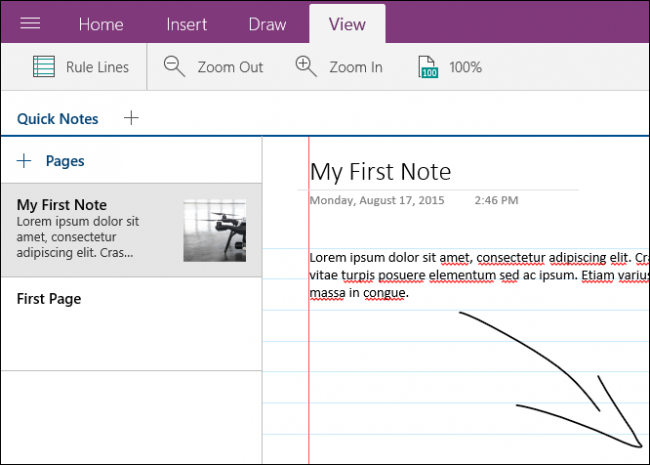 Home Insert Draw View
Rule Lines Zoom Out Zoom In 100 100%
Quick Notes
Pages
My First Note
Lorem ipsum dolor sit
amet, consectetur
adipiscing elit. Cras...
First Page
My First Note
Monday, August 17, 2015 2:46 PM
Lorem ipsum dolor sit amet, consectetur adipiscing elit. Cra
vitae turpis posuere elementum sed ac ipsum. Etiam varius
massa in congue.